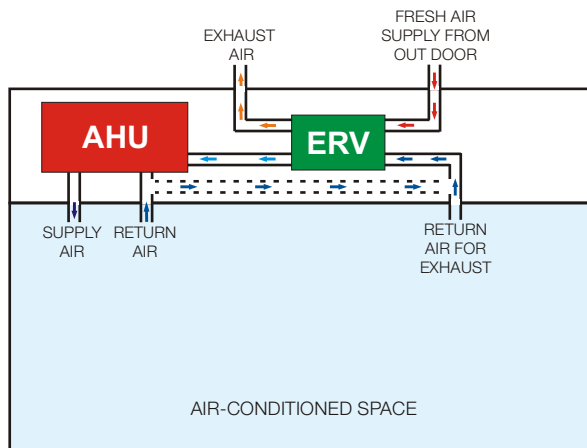 EXHAUST
AIR
FRESH AIR
SUPPLY FROM
OUT DOOR
AHU
ERV
SUPPLY
AIR
RETURN
AIR
RETURN
AIR FOR
EXHAUST
AIR-CONDITIONED SPACE